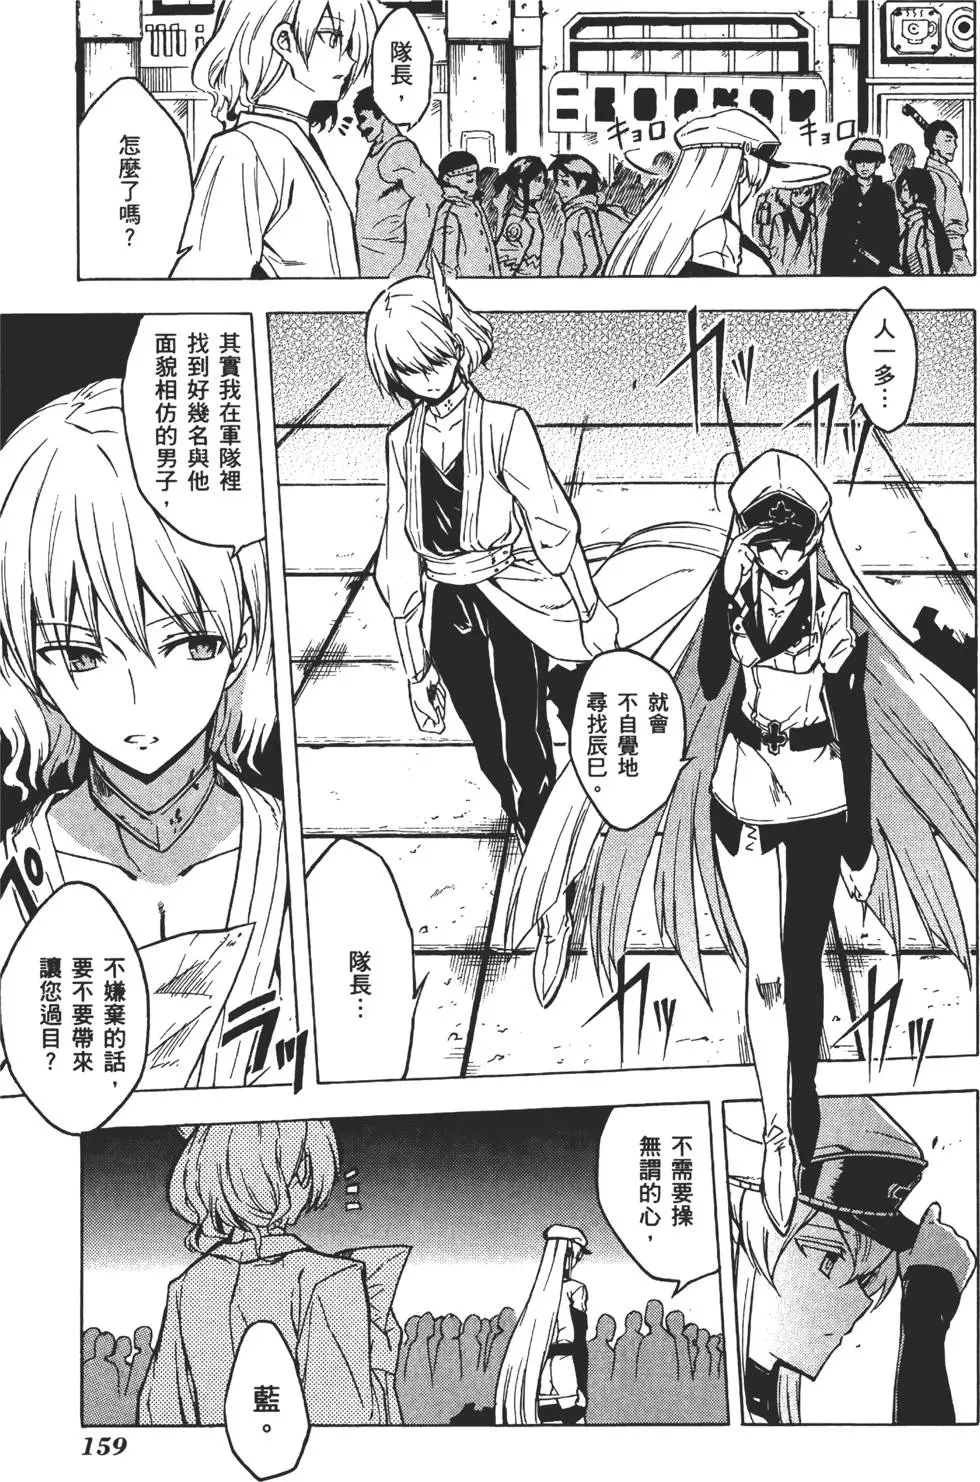 隊長，
怎麼了嗎？
キョロ
キョロ
人一多…
就會
不自覺地
尋找辰巳。
隊長…
其實我在軍隊裡
找到好幾名與他
面貌相仿的男子，
不嫌棄的話，
要不要帶來
讓您過目？
不需要操
無謂的心，
藍。
159